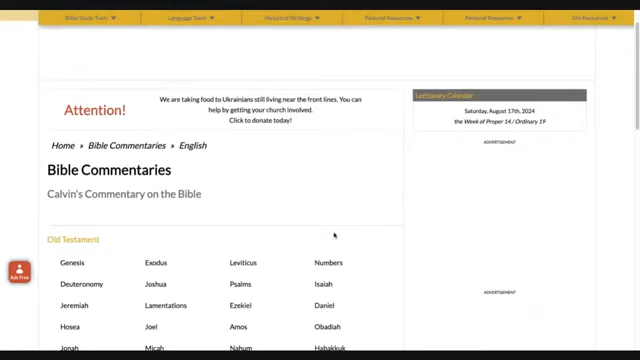 Bible Study Tools Language Tools Historical Writings Pastoral Resources Personal Resources Site Resources
Attention!
We are taking food to Ukrainians still living near the front lines. You can
help by getting your church involved.
Click to donate today!
Lectionary Calendar
Saturday, August 17th, 2024
the Week of Proper 14 / Ordinary 19
ADVERTISEMENT
Home » Bible Commentaries » English
Bible Commentaries
Calvin's Commentary on the Bible
Old Testament
Genesis Exodus Leviticus Numbers
Ads Free
Deuteronomy Joshua Psalms Isaiah
ADVERTISEMENT
Jeremiah Lamentations Ezekiel Daniel
Hosea Joel Amos Obadiah
Jonah Micah Nahum Habakkuk